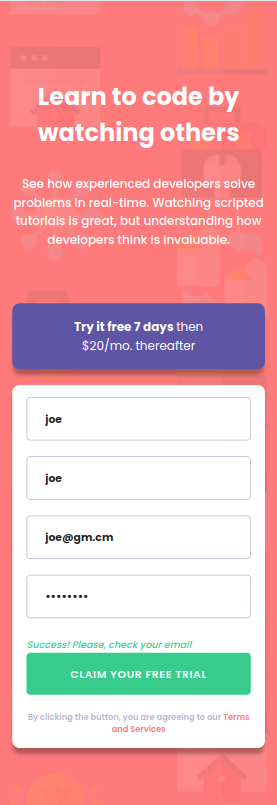 Learn to code by
watching others
See how experienced developers solve
problems in real-time. Watching scripted
tutorials is great, but understanding how
developers think is invaluable.
Try it free 7 days then
$20/mo. thereafter
joe
joe
joe@gm.cm
••••••••
Success! Please, check your email
CLAIM YOUR FREE TRIAL
By clicking the button, you are agreeing to our Terms
and Services